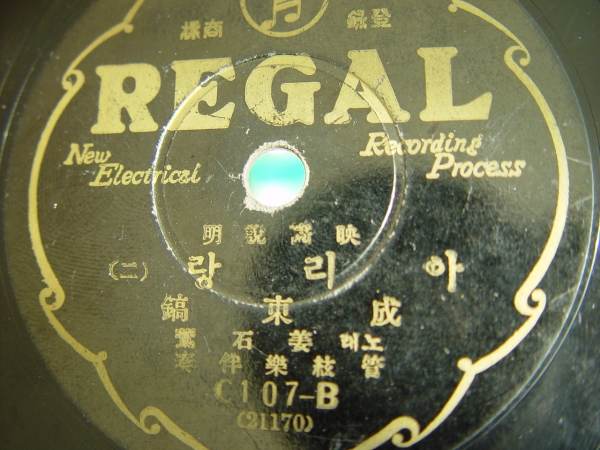 登錄 商標
REGAL
New Electrical
Recording Process
映畵說明
아리랑 (二)
成東鎬
노래 姜石鷰
管絃樂伴奏
C107-B
(21170)